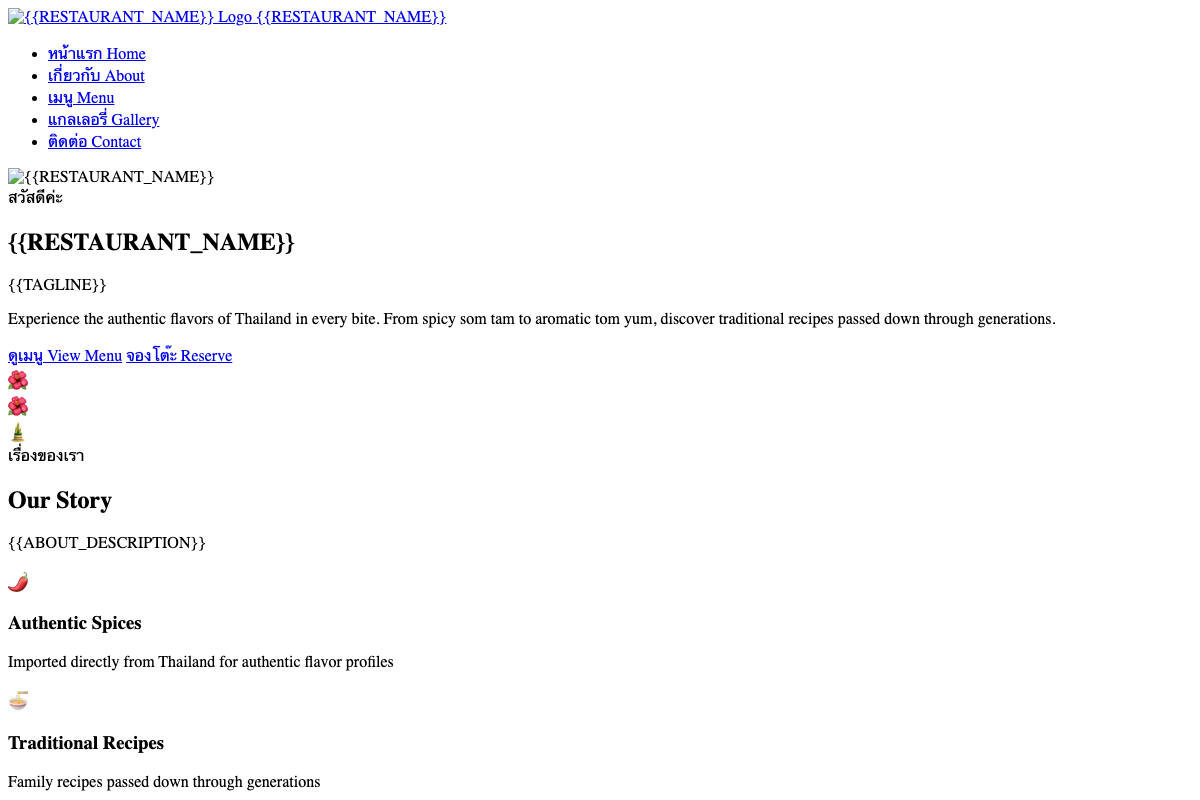 {{RESTAURANT_NAME}} Logo {{RESTAURANT_NAME}}
หน้าแรก Home
เกี่ยวกับ About
เมนู Menu
แกลเลอรี่ Gallery
ติดต่อ Contact
{{RESTAURANT_NAME}}
สวัสดีค่ะ
{{RESTAURANT_NAME}}
{{TAGLINE}}
Experience the authentic flavors of Thailand in every bite. From spicy som tam to aromatic tom yum, discover traditional recipes passed down through generations.
ดูเมนู View Menu จองโต๊ะ Reserve
เรื่องของเรา
Our Story
{{ABOUT_DESCRIPTION}}
Authentic Spices
Imported directly from Thailand for authentic flavor profiles
Traditional Recipes
Family recipes passed down through generations